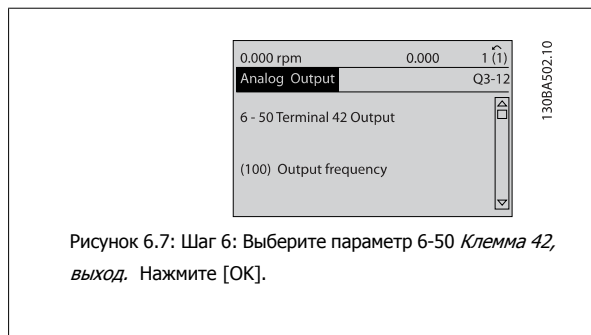 0.000 rpm 0.000 1 (1)
Analog Output Q3-12
6 - 50 Terminal 42 Output
(100) Output frequency
130BA502.10
Рисунок 6.7: Шаг 6: Выберите параметр 6-50 Клемма 42,
выход. Нажмите [OK].